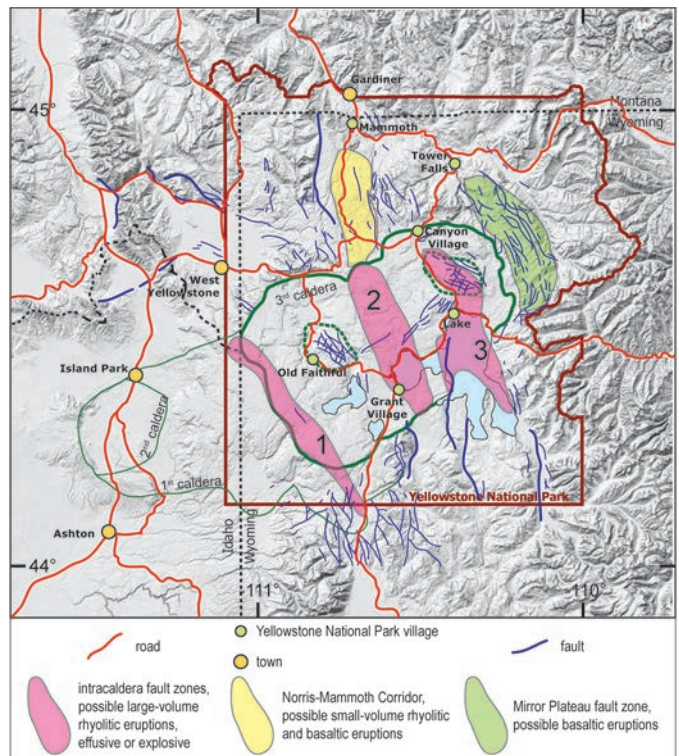 Gardiner
45°
Montana
Wyoming
Mammoth
Tower
Falls
Canyon
Village
West
Yellowstone
3rd caldera
2
Lake
3
Island Park
Old Faithful
Grant
Village
2nd caldera
1
1st caldera
Yellowstone National Park
Ashton
Idaho
Wyoming
44°
111
110
road
Yellowstone National Park village
town
fault
intracaldera fault zones,
possible large-volume
rhyolitic eruptions,
effusive or explosive
Norris-Mammoth Corridor,
possible small-volume rhyolitic
and basaltic eruptions
Mirror Plateau fault zone,
possible basaltic eruptions